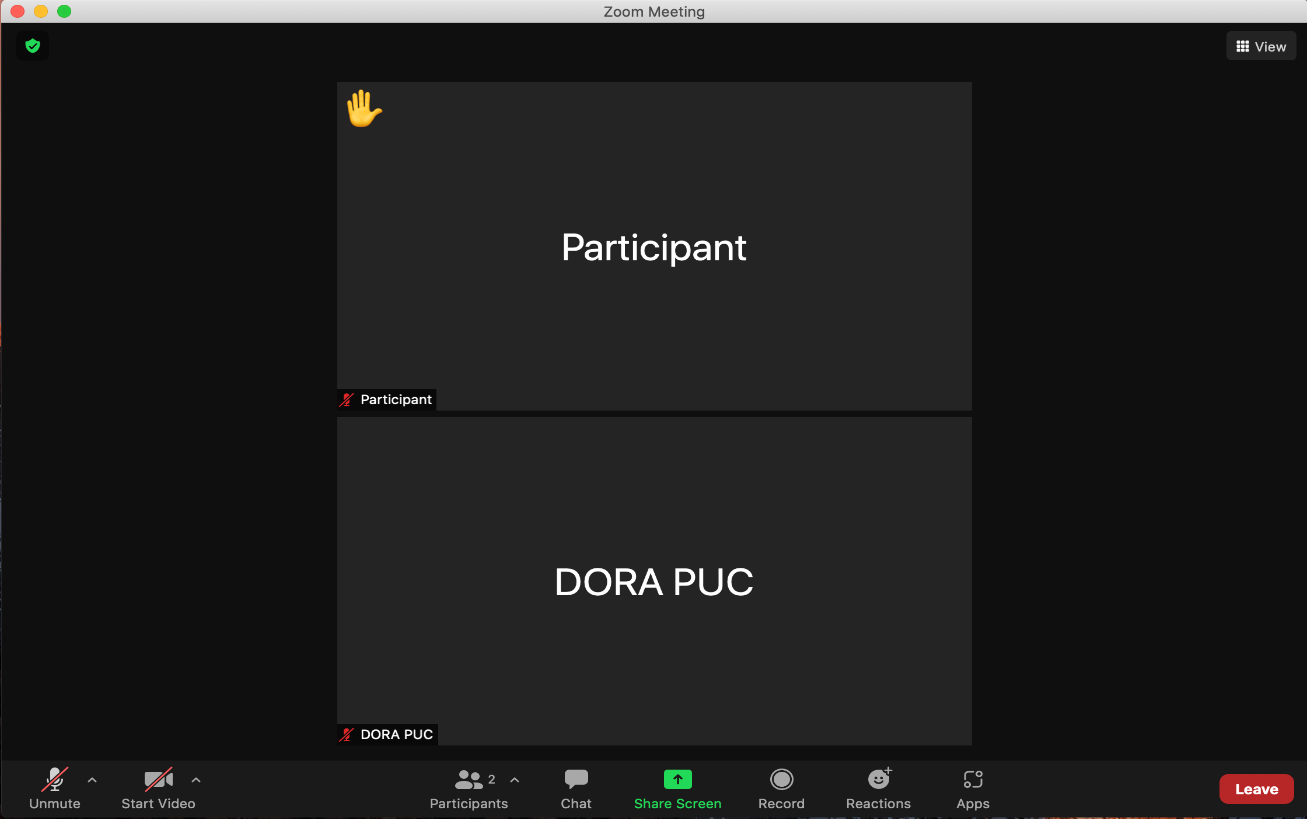 Zoom Meeting
View
Participant
Participant
DORA PUC
DORA PUC
Unmute
Start Video
2
Participants
Chat
Share Screen
Record
Reactions
Apps
Leave